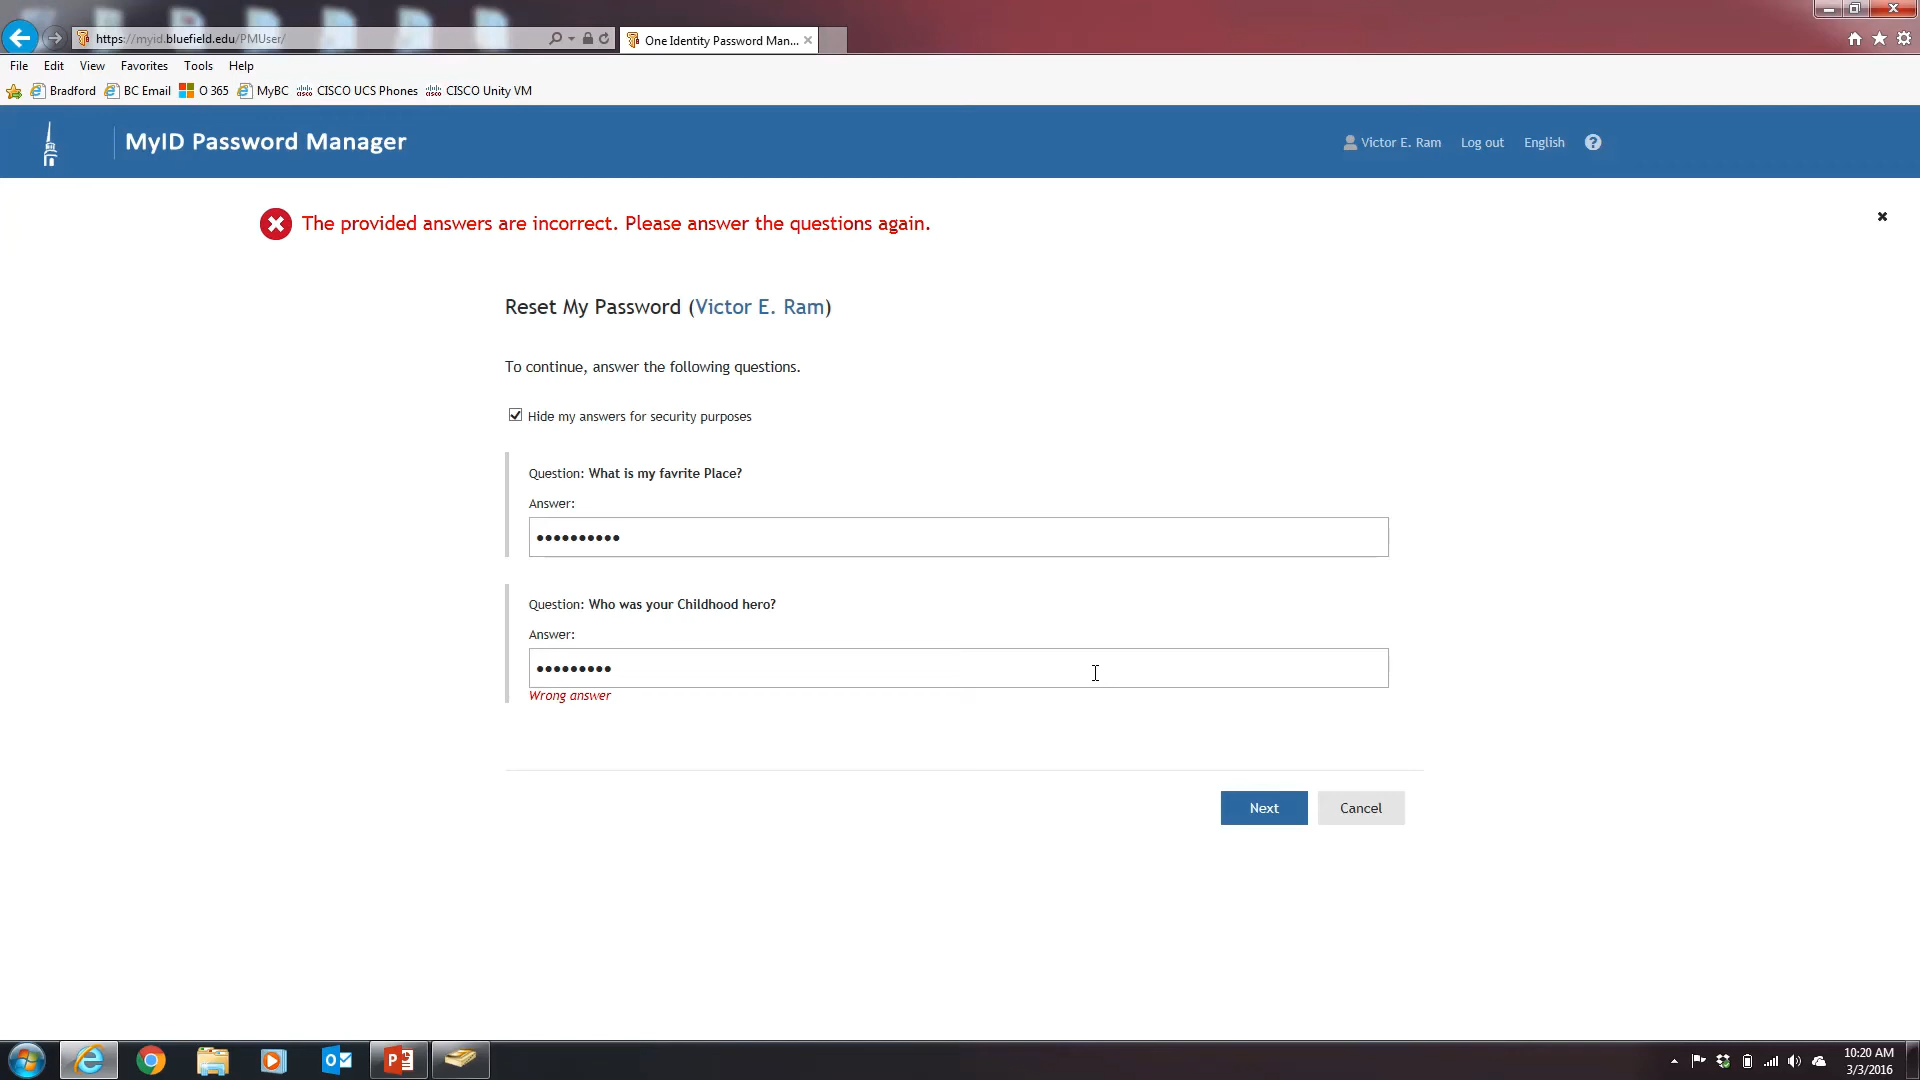 https://myid.bluefield.edu/PMUser/
One Identity Password Man...
File Edit View Favorites Tools Help
Bradford BC Email O 365 MyBC CISCO UCS Phones CISCO Unity VM
MyID Password Manager
Victor E. Ram Log out English ?
The provided answers are incorrect. Please answer the questions again.
Reset My Password (Victor E. Ram)
To continue, answer the following questions.
Hide my answers for security purposes
Question: What is my favrite Place?
Answer:
••••••••••
Question: Who was your Childhood hero?
Answer:
•••••••••
Wrong answer
Next Cancel
10:20 AM
3/3/2016